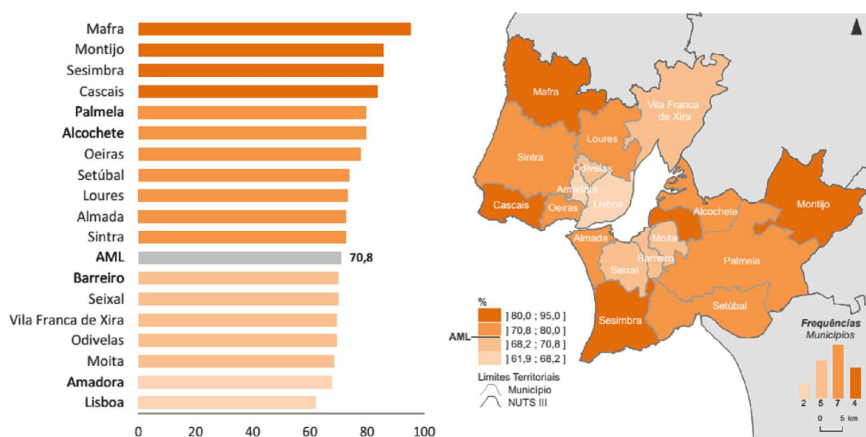 Mafra
Montijo
Sesimbra
Cascais
Palmela
Alcochete
Oeiras
Setúbal
Loures
Almada
Sintra
AML 70,8
Barreiro
Seixal
Vila Franca de Xira
Odivelas
Moita
Amadora
Lisboa
0 20 40 60 80 100
Mafra
Vila Franca
de Xira
Loures
Sintra
Odivelas
Amadora
Lisboa
Cascais
Oeiras
Montijo
Alcochete
Almada
Moita
Barreiro
Seixal
Palmela
Sesimbra
Setúbal
%
] 80,0 ; 95,0 ]
] 70,8 ; 80,0 ]
AML
] 68,2 ; 70,8 ]
] 61,9 ; 68,2 ]
Limites Territoriais
Município
NUTS III
Frequências
Municípios
2 5 7 4
0 5 km